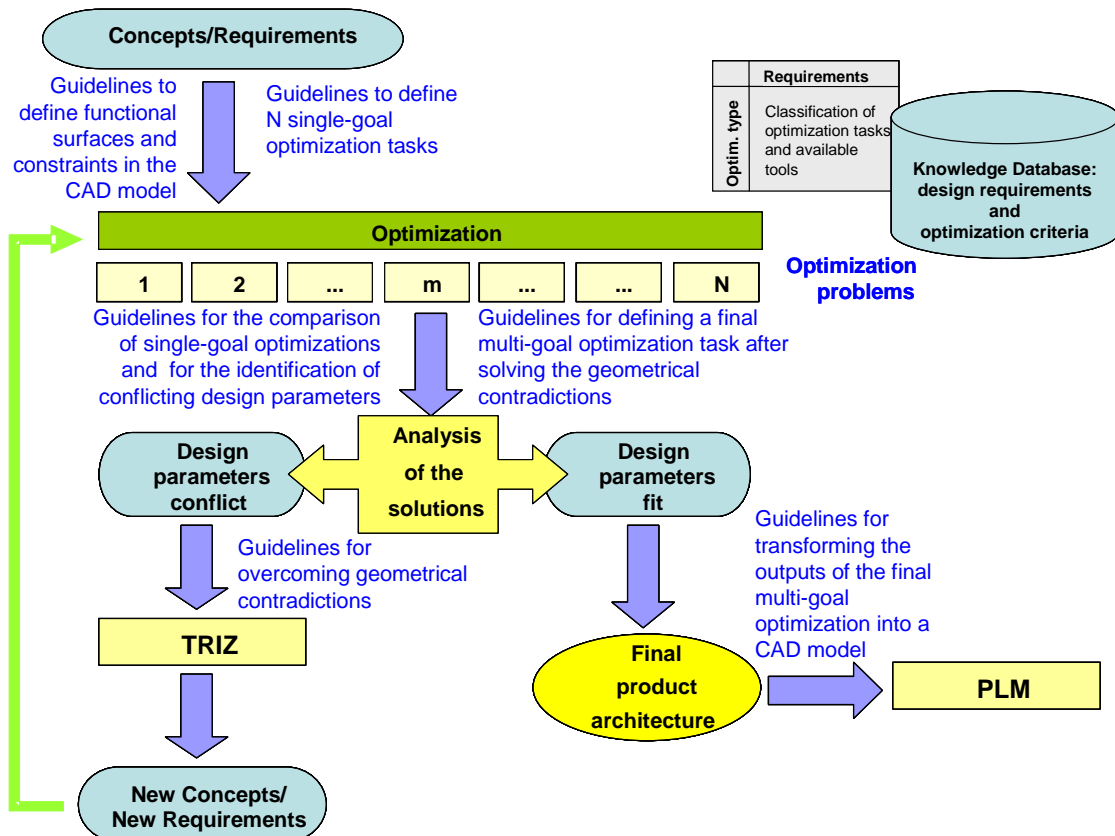 Concepts/Requirements
Guidelines to
define functional
surfaces and
constraints in the
CAD model
Guidelines to define
N single-goal
optimization tasks
Requirements
Optim. type
Classification of
optimization tasks
and available
tools
Knowledge Database:
design requirements
and
optimization criteria
Optimization
1
2
...
m
...
...
N
Optimization
problems
Guidelines for the comparison
of single-goal optimizations
and for the identification of
conflicting design parameters
Guidelines for defining a final
multi-goal optimization task after
solving the geometrical
contradictions
Design
parameters
conflict
Analysis
of the
solutions
Design
parameters
fit
Guidelines for
overcoming geometrical
contradictions
Guidelines for
transforming the
outputs of the final
multi-goal
optimization into a
CAD model
TRIZ
Final
product
architecture
PLM
New Concepts/
New Requirements